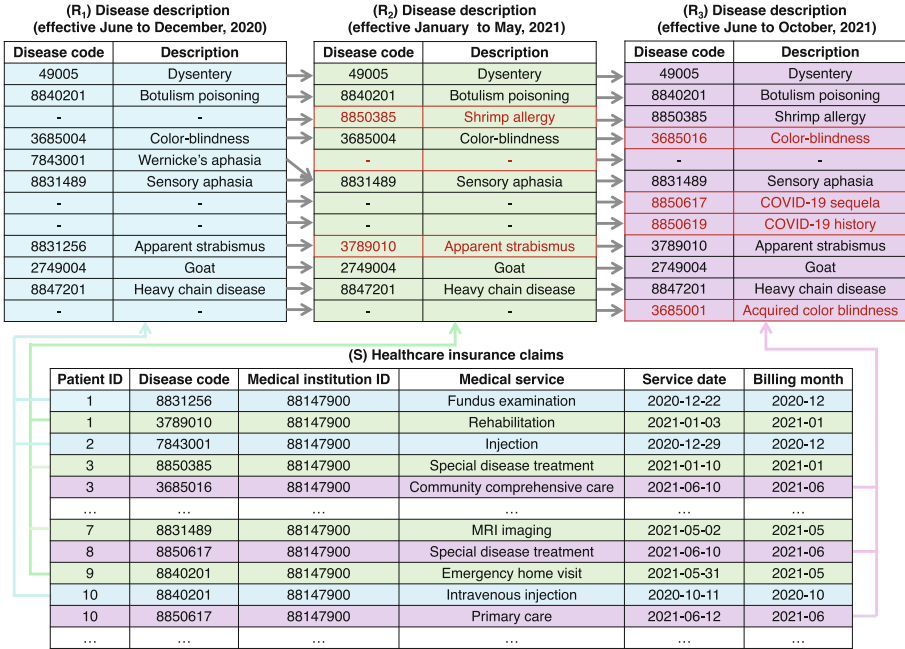 (R1) Disease description
(effective June to December, 2020)
Disease code Description
49005 Dysentery
8840201 Botulism poisoning
- -
3685004 Color-blindness
7843001 Wernicke's aphasia
8831489 Sensory aphasia
- -
- -
8831256 Apparent strabismus
2749004 Goat
8847201 Heavy chain disease
- -
(R2) Disease description
(effective January to May, 2021)
Disease code Description
49005 Dysentery
8840201 Botulism poisoning
8850385 Shrimp allergy
3685004 Color-blindness
- -
8831489 Sensory aphasia
- -
- -
3789010 Apparent strabismus
2749004 Goat
8847201 Heavy chain disease
- -
(R3) Disease description
(effective June to October, 2021)
Disease code Description
49005 Dysentery
8840201 Botulism poisoning
8850385 Shrimp allergy
3685016 Color-blindness
- -
8831489 Sensory aphasia
8850617 COVID-19 sequela
8850619 COVID-19 history
3789010 Apparent strabismus
2749004 Goat
8847201 Heavy chain disease
3685001 Acquired color blindness
(S) Healthcare insurance claims
Patient ID Disease code Medical institution ID Medical service Service date Billing month
1 8831256 88147900 Fundus examination 2020-12-22 2020-12
1 3789010 88147900 Rehabilitation 2021-01-03 2021-01
2 7843001 88147900 Injection 2020-12-29 2020-12
3 8850385 88147900 Special disease treatment 2021-01-10 2021-01
3 3685016 88147900 Community comprehensive care 2021-06-10 2021-06
... ... ... ... ... ...
7 8831489 88147900 MRI imaging 2021-05-02 2021-05
8 8850617 88147900 Special disease treatment 2021-06-10 2021-06
9 8840201 88147900 Emergency home visit 2021-05-31 2021-05
10 8840201 88147900 Intravenous injection 2020-10-11 2020-10
10 8850617 88147900 Primary care 2021-06-12 2021-06
... ... ... ... ... ...